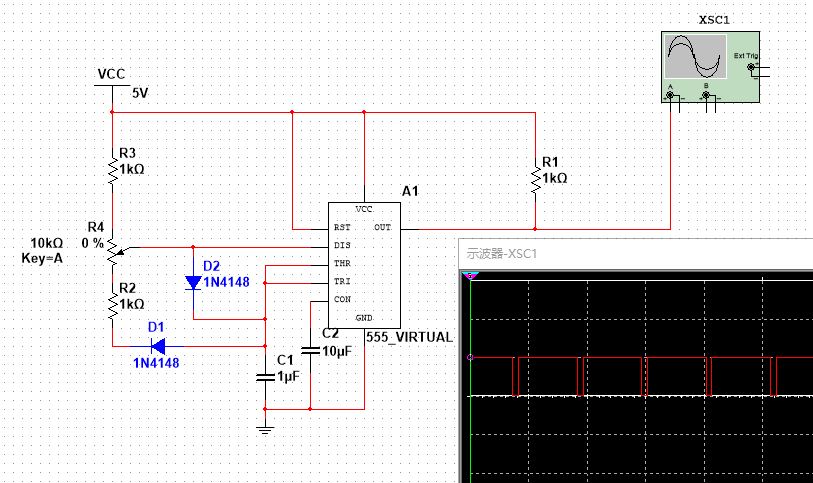 XSC1
Ext Trig
A
B
VCC
5V
R3
1kΩ
R1
1kΩ
A1
VCC
R4
10kΩ
0 %
Key=A
RST
OUT
DIS
THR
TRI
CON
GND
555_VIRTUAL
D2
1N4148
R2
1kΩ
D1
1N4148
C1
1µF
C2
10µF
示波器-XSC1